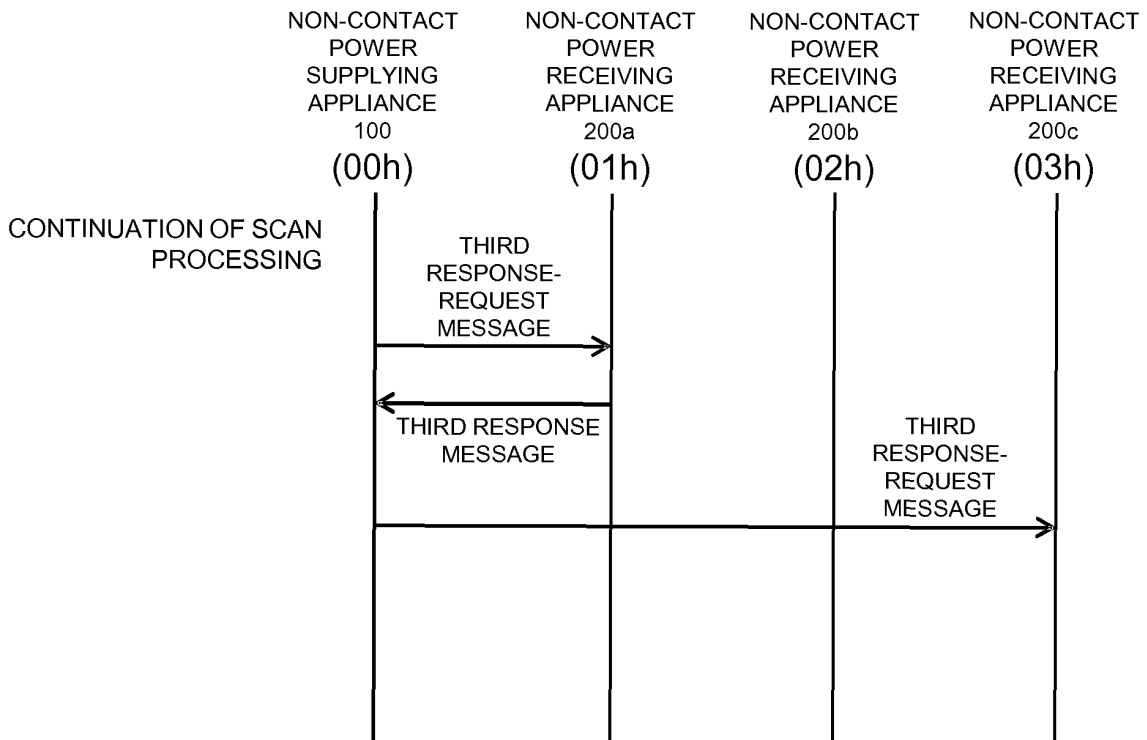 NON-CONTACT
POWER
SUPPLYING
APPLIANCE
100
(00h)
NON-CONTACT
POWER
RECEIVING
APPLIANCE
200a
(01h)
NON-CONTACT
POWER
RECEIVING
APPLIANCE
200b
(02h)
NON-CONTACT
POWER
RECEIVING
APPLIANCE
200c
(03h)
CONTINUATION OF SCAN
PROCESSING
THIRD
RESPONSE-
REQUEST
MESSAGE
THIRD RESPONSE
MESSAGE
THIRD
RESPONSE-
REQUEST
MESSAGE